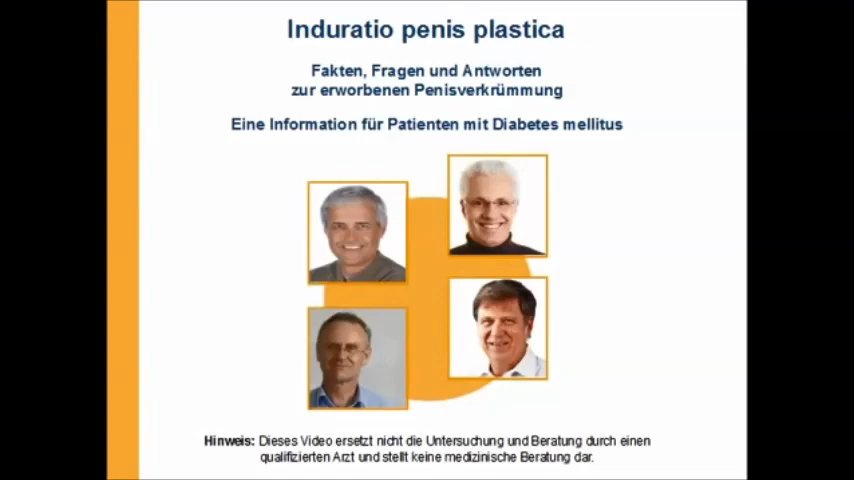 Induratio penis plastica
Fakten, Fragen und Antworten
zur erworbenen Penisverkrümmung
Eine Information für Patienten mit Diabetes mellitus
Hinweis: Dieses Video ersetzt nicht die Untersuchung und Beratung durch einen
qualifizierten Arzt und stellt keine medizinische Beratung dar.